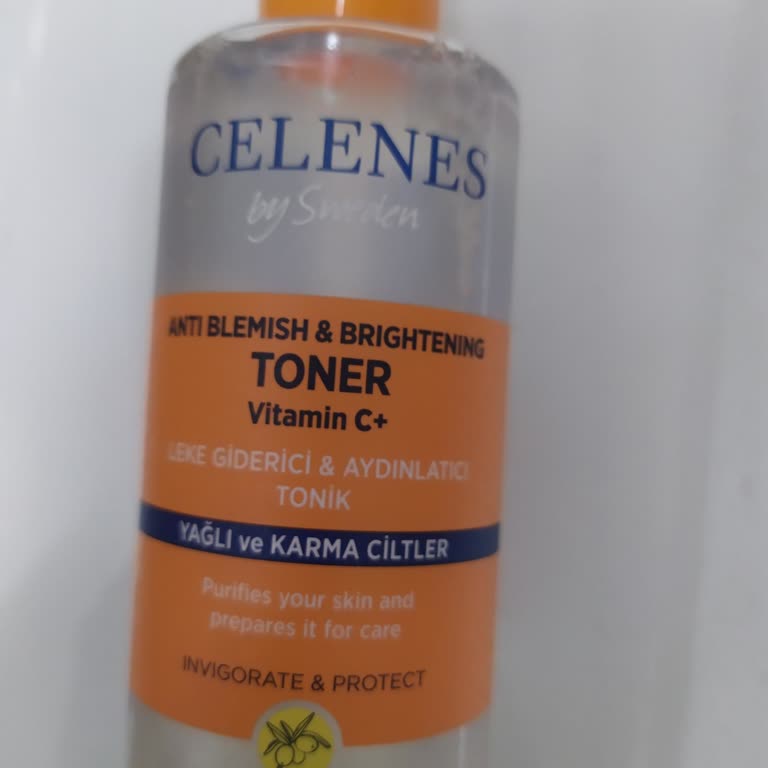 CELENES
by Sweden
ANTI BLEMISH & BRIGHTENING
TONER
Vitamin C+
LEKE GİDERİCİ & AYDINLATICI
TONİK
YAĞLI ve KARMA CİLTLER
Purifies your skin and
prepares it for care
INVIGORATE & PROTECT